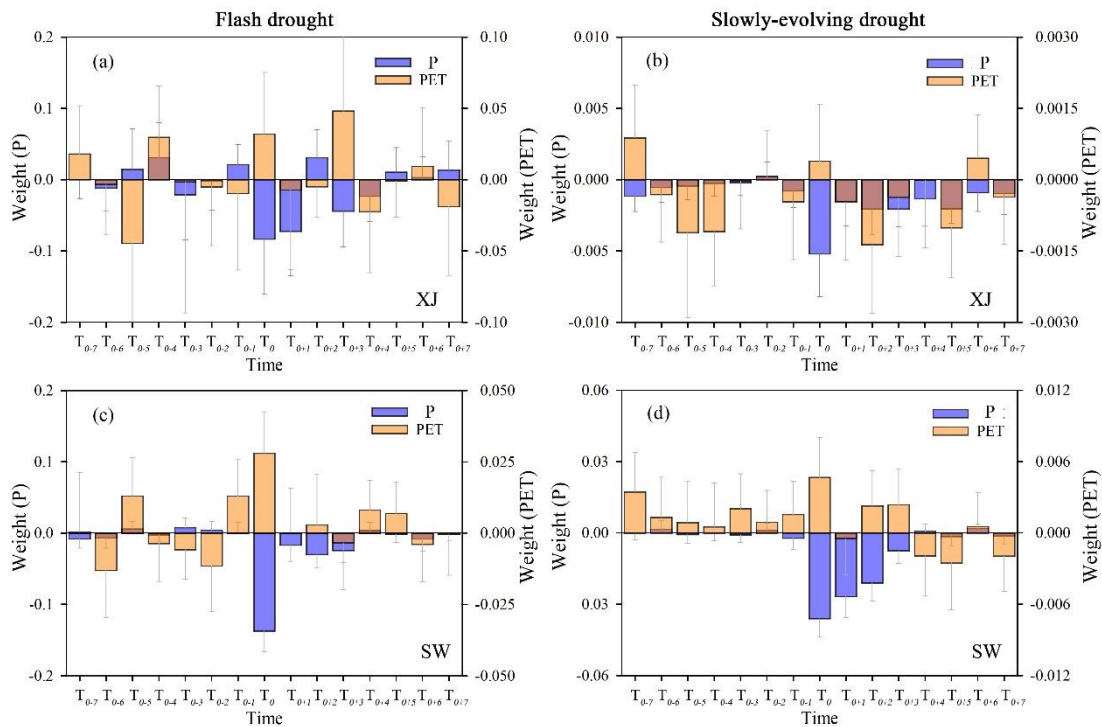 Flash drought
Slowly-evolving drought
0.2 0.10 0.010 0.0030
(a) P (b) P
PET PET
0.1 0.05 0.005 0.0015
Weight (P) Weight (PET) Weight (P) Weight (PET)
0.0 0.00 0.000 0.0000
-0.1 -0.05 -0.005 -0.0015
XJ XJ
-0.2 -0.10 -0.010 -0.0030
T0-7 T0-6 T0-5 T0-4 T0-3 T0-2 T0-1 T0 T0+1 T0+2 T0+3 T0+4 T0+5 T0+6 T0+7
T0-7 T0-6 T0-5 T0-4 T0-3 T0-2 T0-1 T0 T0+1 T0+2 T0+3 T0+4 T0+5 T0+6 T0+7
Time Time
0.2 0.050 0.06 0.012
(c) P (d) P :
PET PET
0.1 0.025 0.03 0.006
Weight (P) Weight (PET) Weight (P) Weight (PET)
0.0 0.000 0.00 0.000
-0.1 -0.025 0.03 -0.006
SW SW
-0.2 -0.050 -0.06 -0.012
T0-7 T0-6 T0-5 T0-4 T0-3 T0-2 T0-1 T0 T0+1 T0+2 T0+3 T0+4 T0+5 T0+6 T0+7
T0-7 T0-6 T0-5 T0-4 T0-3 T0-2 T0-1 T0 T0+1 T0+2 T0+3 T0+4 T0+5 T0+6 T0+7
Time Time